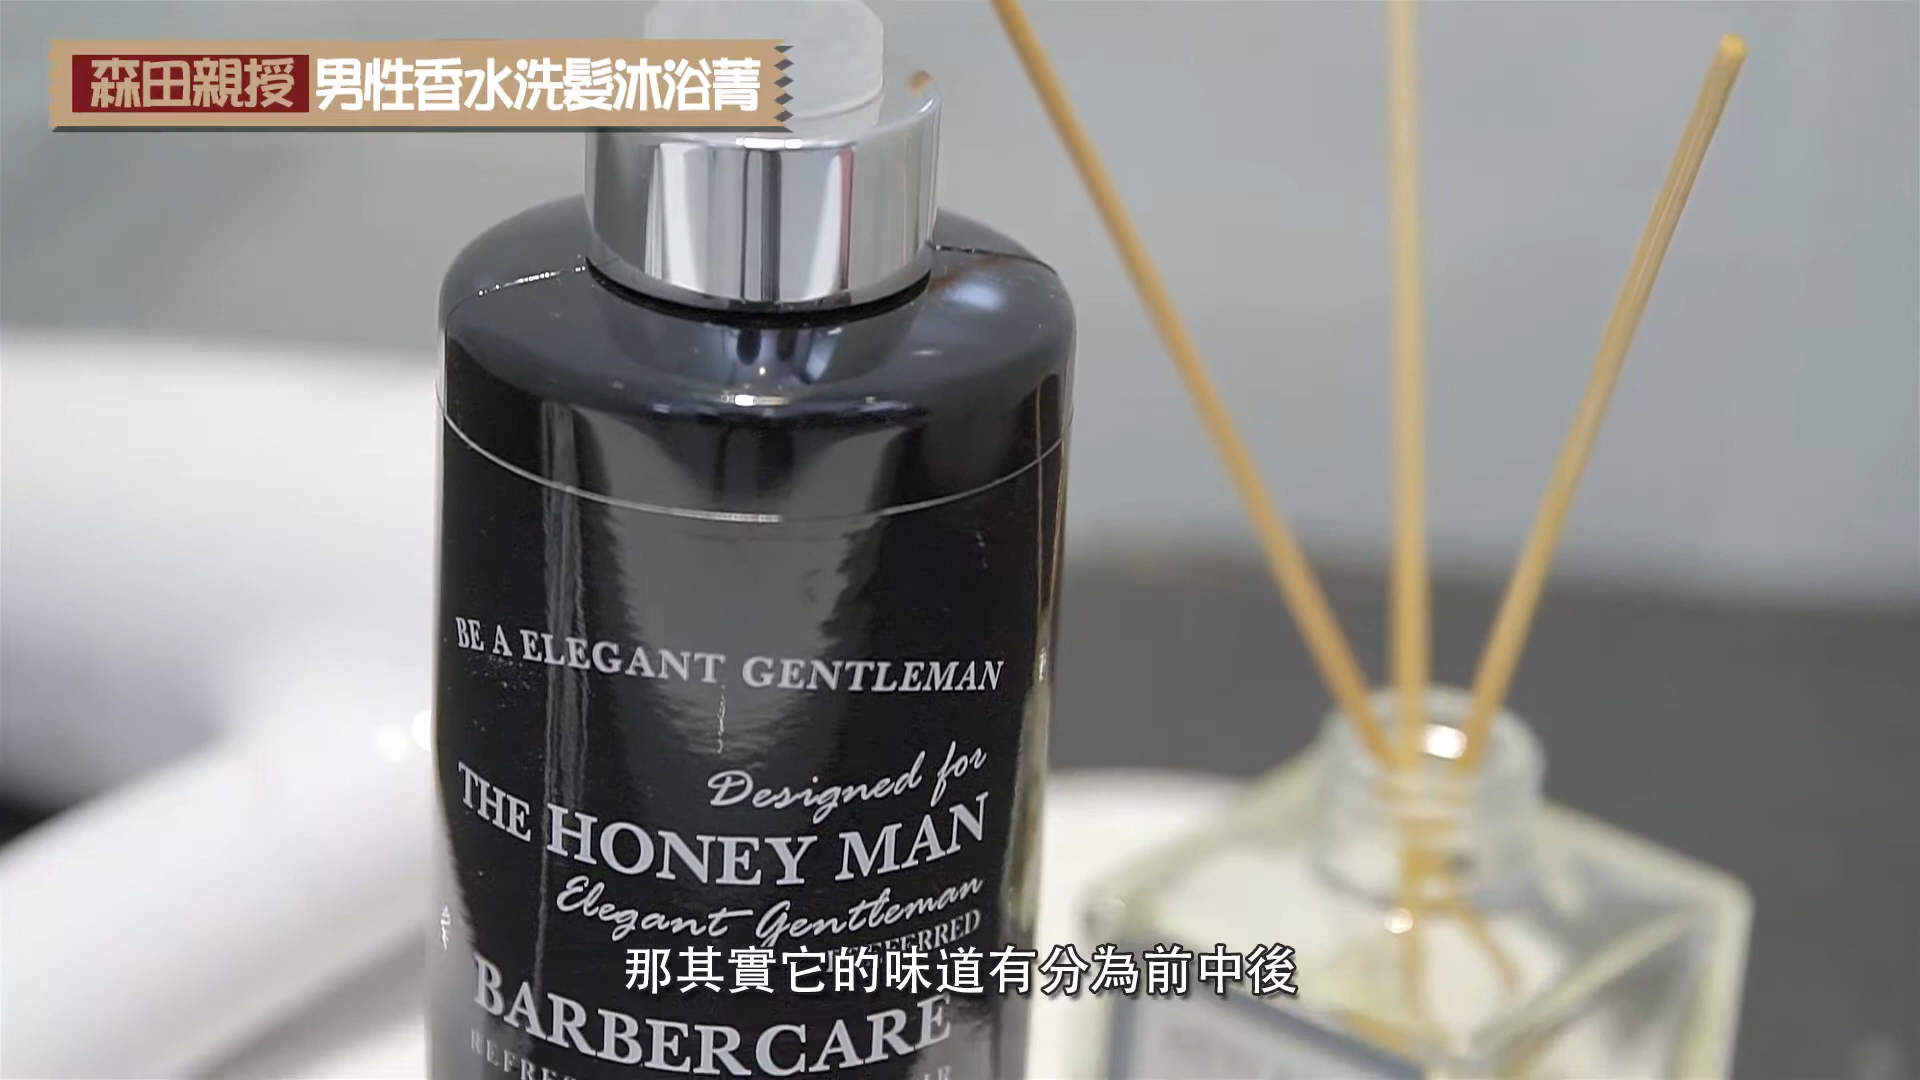 森田親授 男性香水洗髮沐浴菁
BE A ELEGANT GENTLEMAN
Designed for
THE HONEY MAN
Elegant Gentleman
那其實它的味道有分為前中後
BARBERCARE